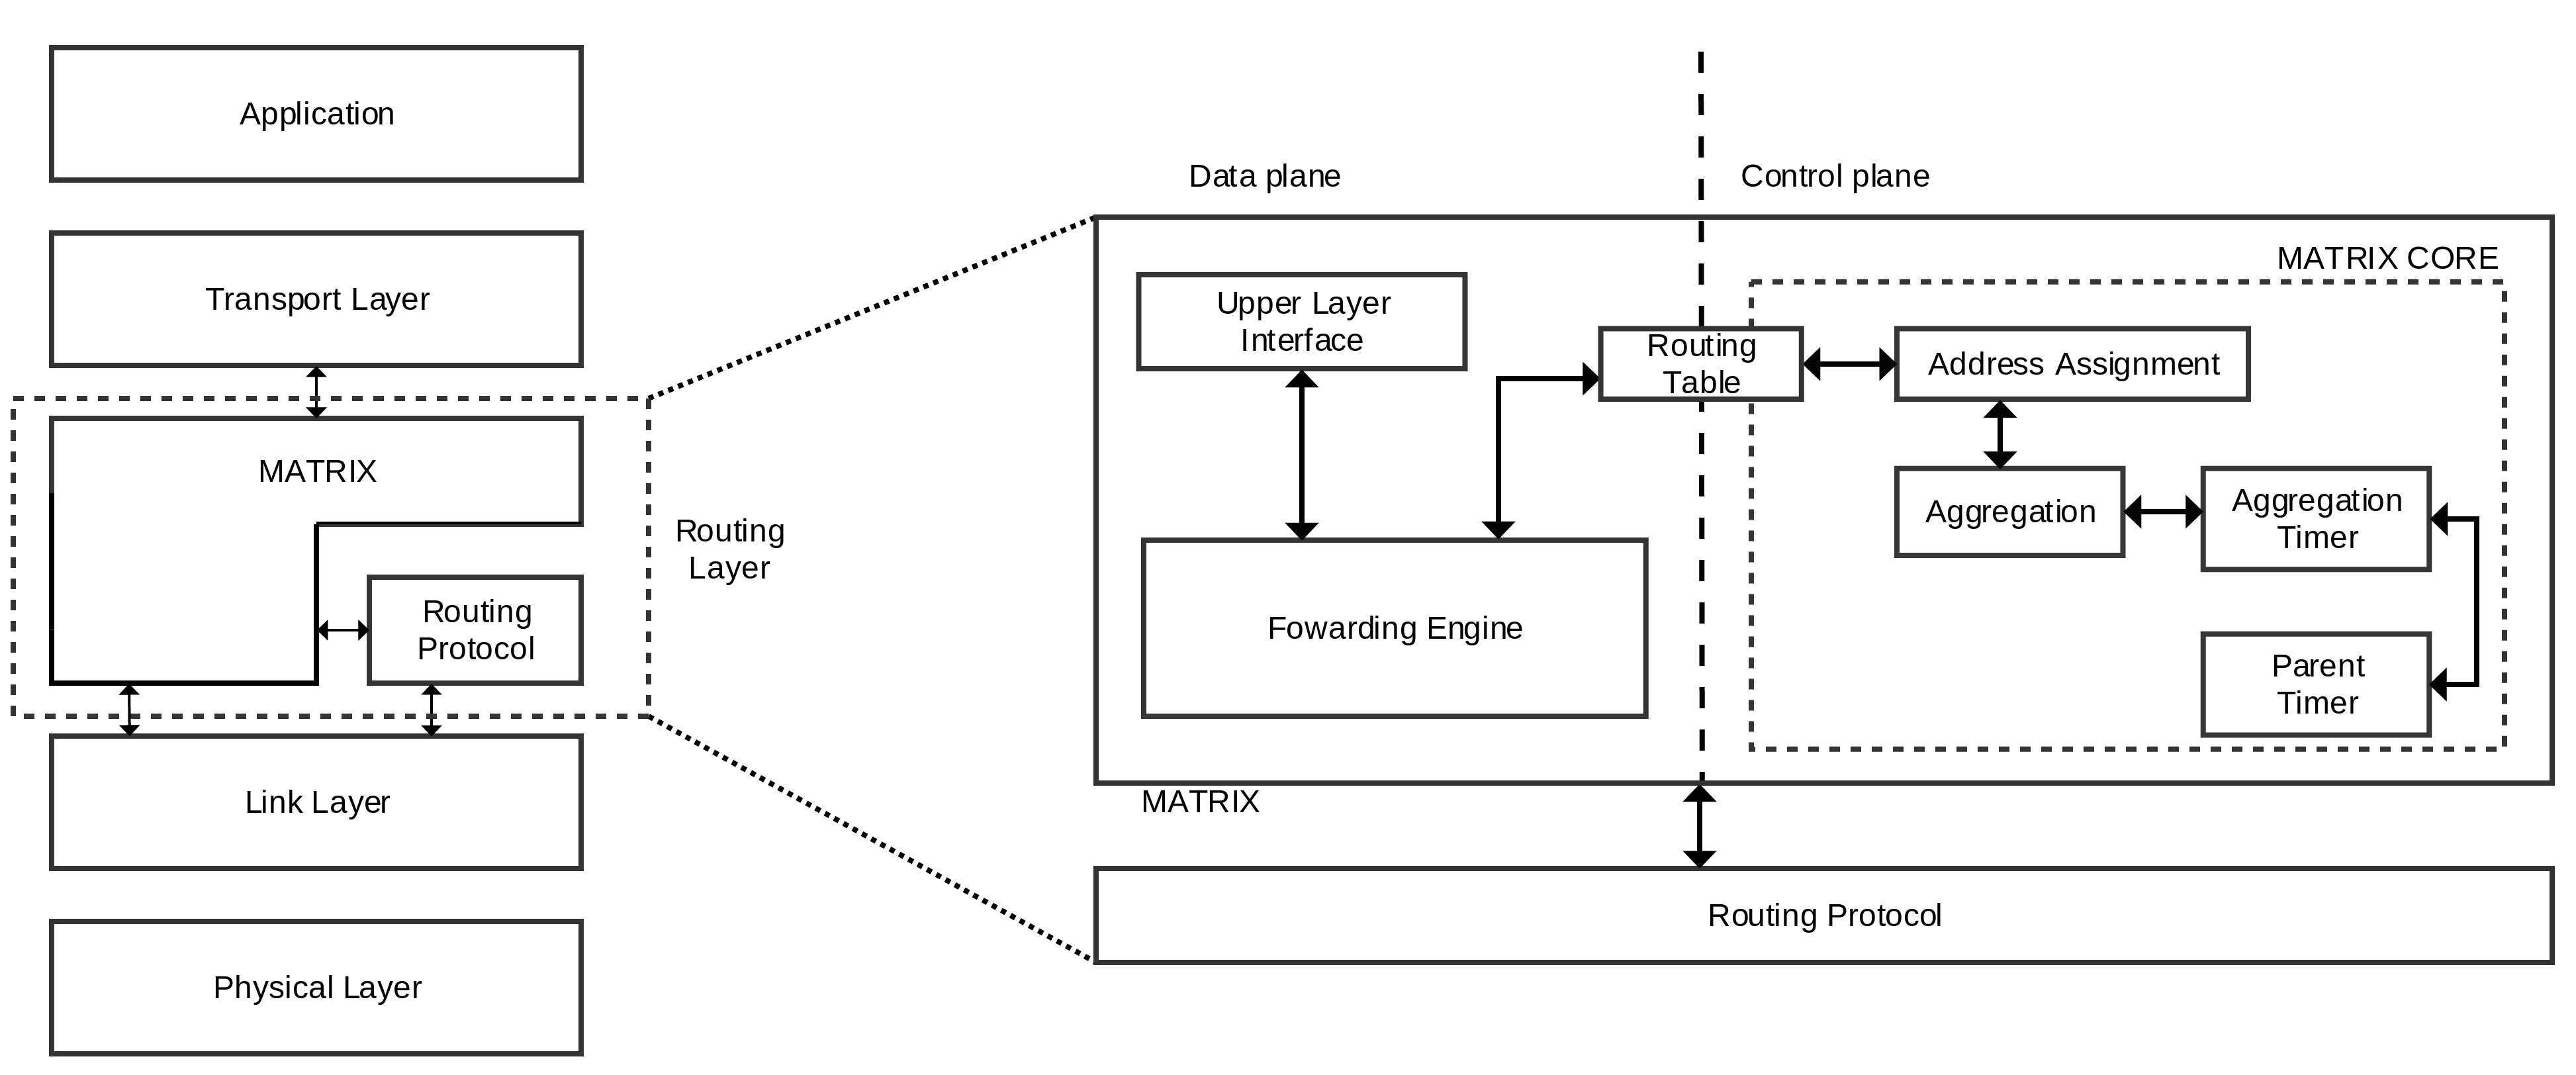 Application
Transport Layer
MATRIX
Routing
Layer
Routing
Protocol
Link Layer
Physical Layer
Data plane
Control plane
MATRIX CORE
Upper Layer
Interface
Routing
Table
Address Assignment
Aggregation
Aggregation
Timer
Fowarding Engine
Parent
Timer
MATRIX
Routing Protocol